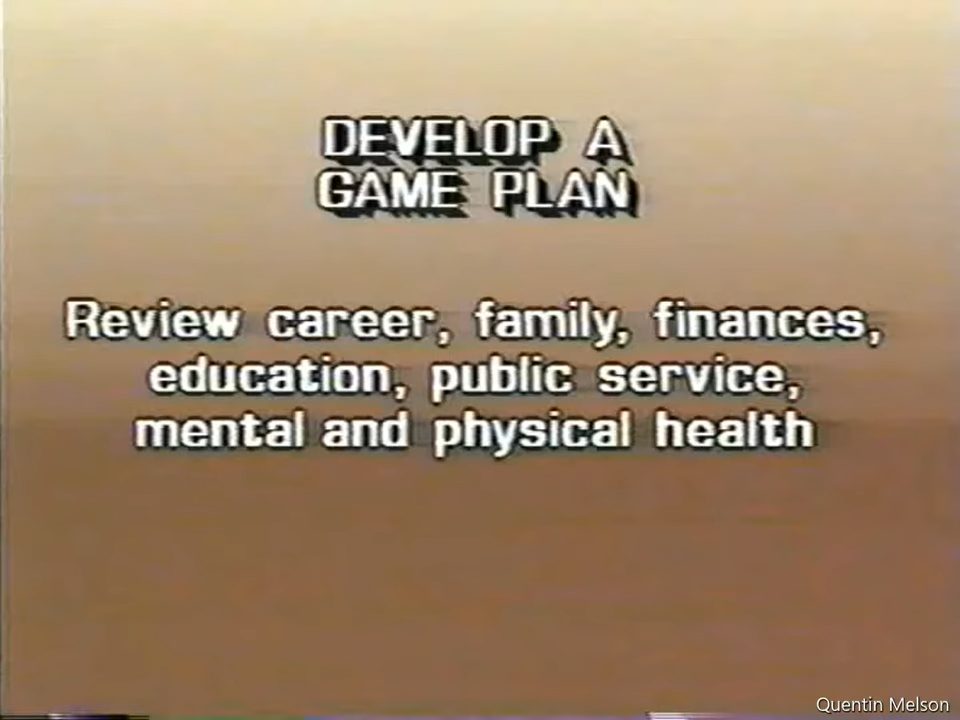 DEVELOP A
GAME PLAN
Review career, family, finances,
education, public service,
mental and physical health
Quentin Melson